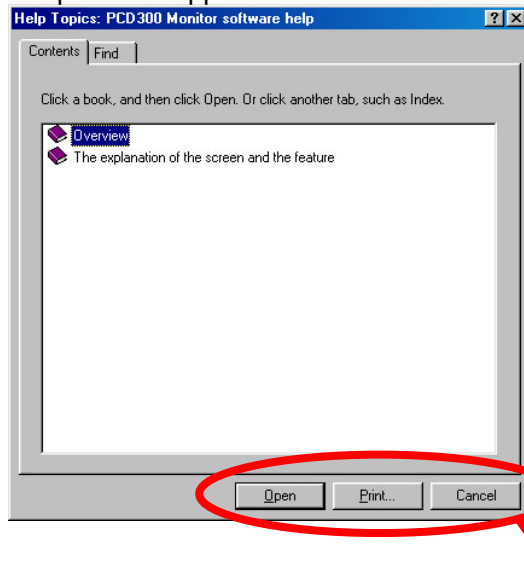 Help Topics: PCD300 Monitor software help
Contents Find
Click a book, and then click Open. Or click another tab, such as Index.
Overview
The explanation of the screen and the feature
Open Print... Cancel